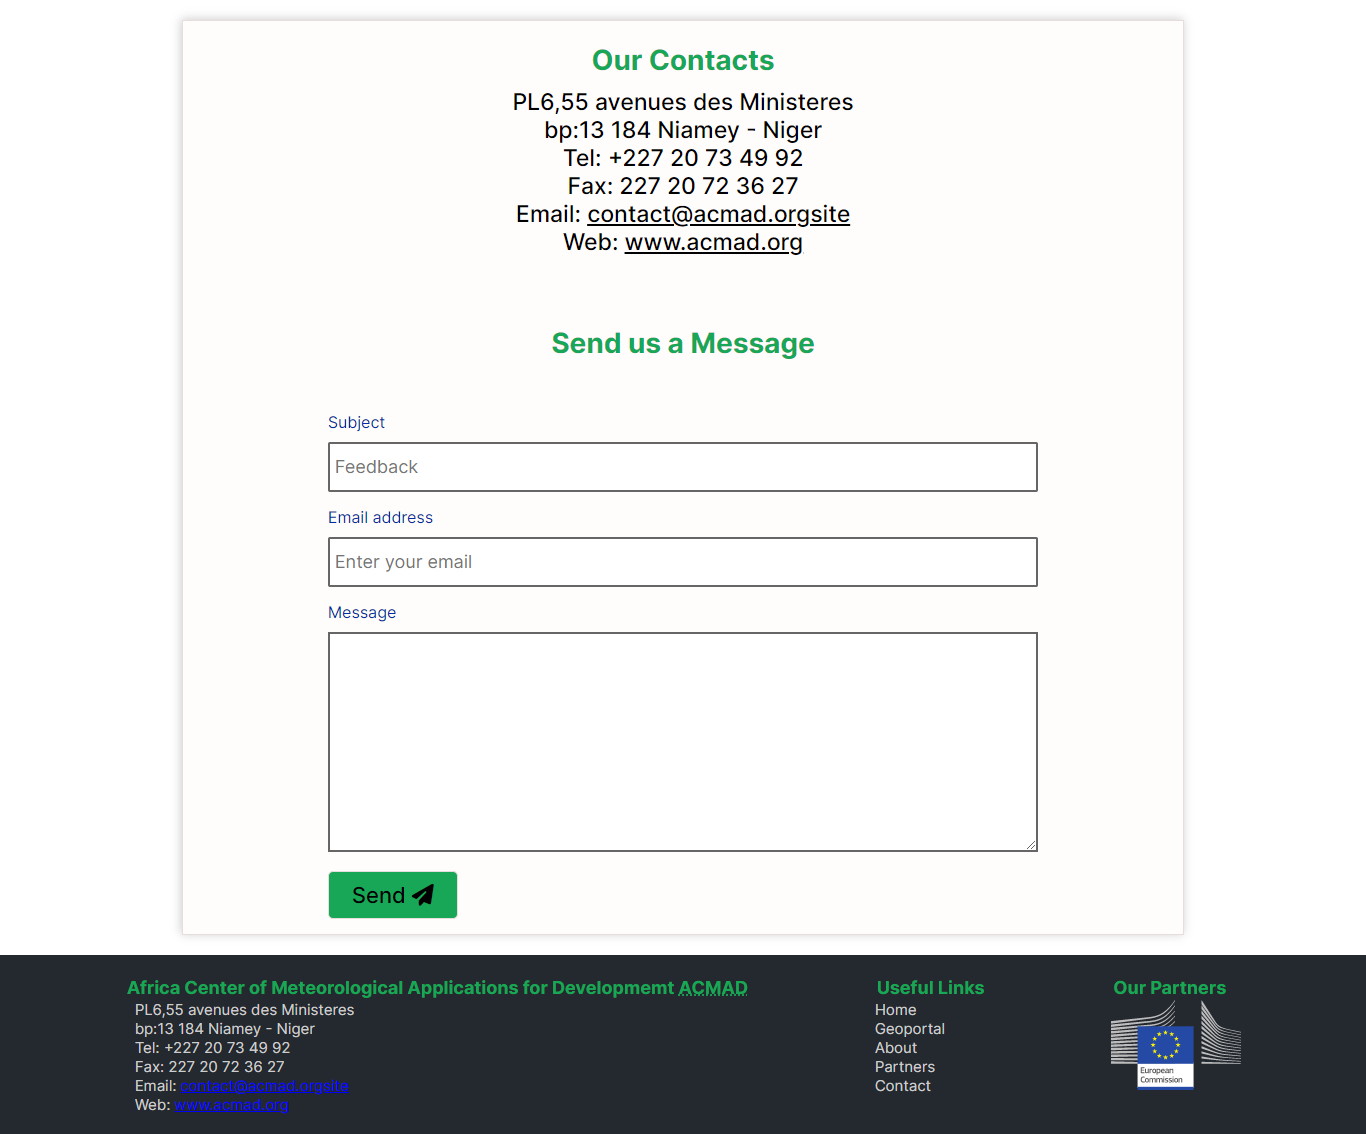 Our Contacts
PL6,55 avenues des Ministeres
bp:13 184 Niamey - Niger
Tel: +227 20 73 49 92
Fax: 227 20 72 36 27
Email: contact@acmad.orgsite
Web: www.acmad.org
Send us a Message
Subject
Feedback
Email address
Enter your email
Message
Send
Africa Center of Meteorological Applications for Developmemt ACMAD
PL6,55 avenues des Ministeres
bp:13 184 Niamey - Niger
Tel: +227 20 73 49 92
Fax: 227 20 72 36 27
Email: contact@acmad.orgsite
Web: www.acmad.org
Useful Links
Home
Geoportal
About
Partners
Contact
Our Partners
European
Commission